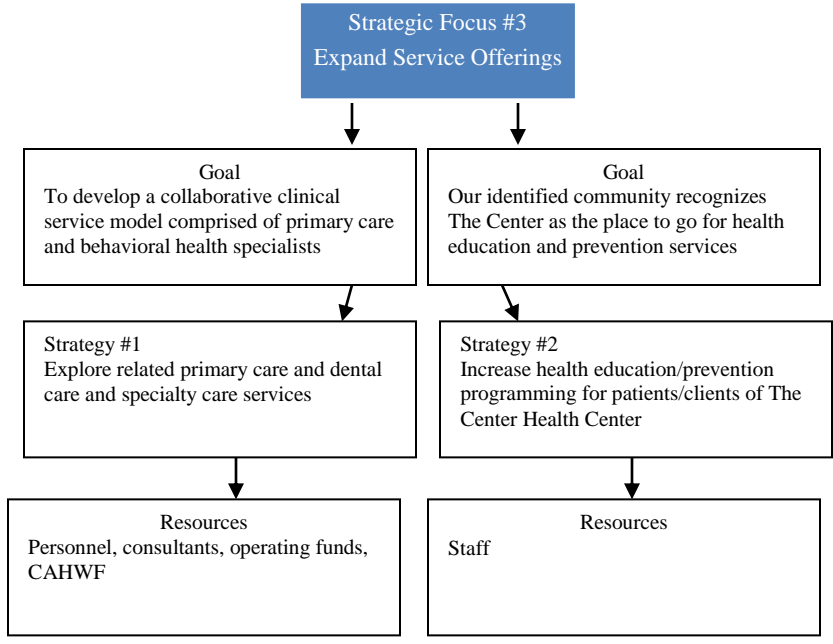 Strategic Focus #3
Expand Service Offerings
Goal
To develop a collaborative clinical
service model comprised of primary care
and behavioral health specialists
Goal
Our identified community recognizes
The Center as the place to go for health
education and prevention services
Strategy #1
Explore related primary care and dental
care and specialty care services
Strategy #2
Increase health education/prevention
programming for patients/clients of The
Center Health Center
Resources
Personnel, consultants, operating funds,
CAHWF
Resources
Staff